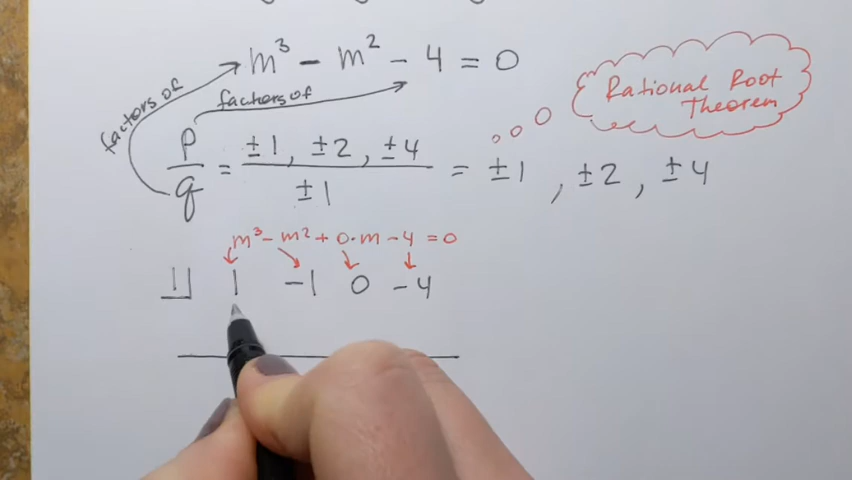 m³ - m² - 4 = 0
Rational Root
Theorem
factors of
factors of
p/q = ±1, ±2, ±4 / ±1 = ±1, ±2, ±4
m³ - m² + 0·m - 4 = 0
1 1 -1 0 -4